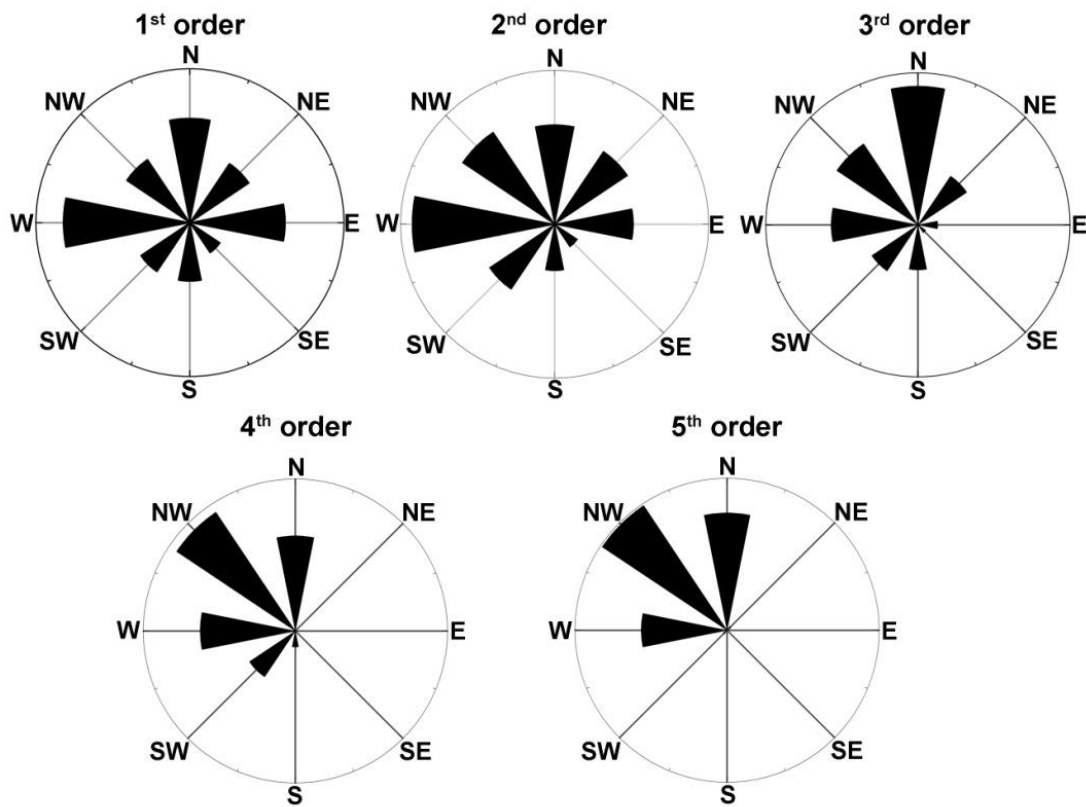 1st order
N
NW NE
W E
SW SE
S
2nd order
N
NW NE
W E
SW SE
S
3rd order
N
NW NE
W E
SW SE
S
4th order
N
NW NE
W E
SW SE
S
5th order
N
NW NE
W E
SW SE
S